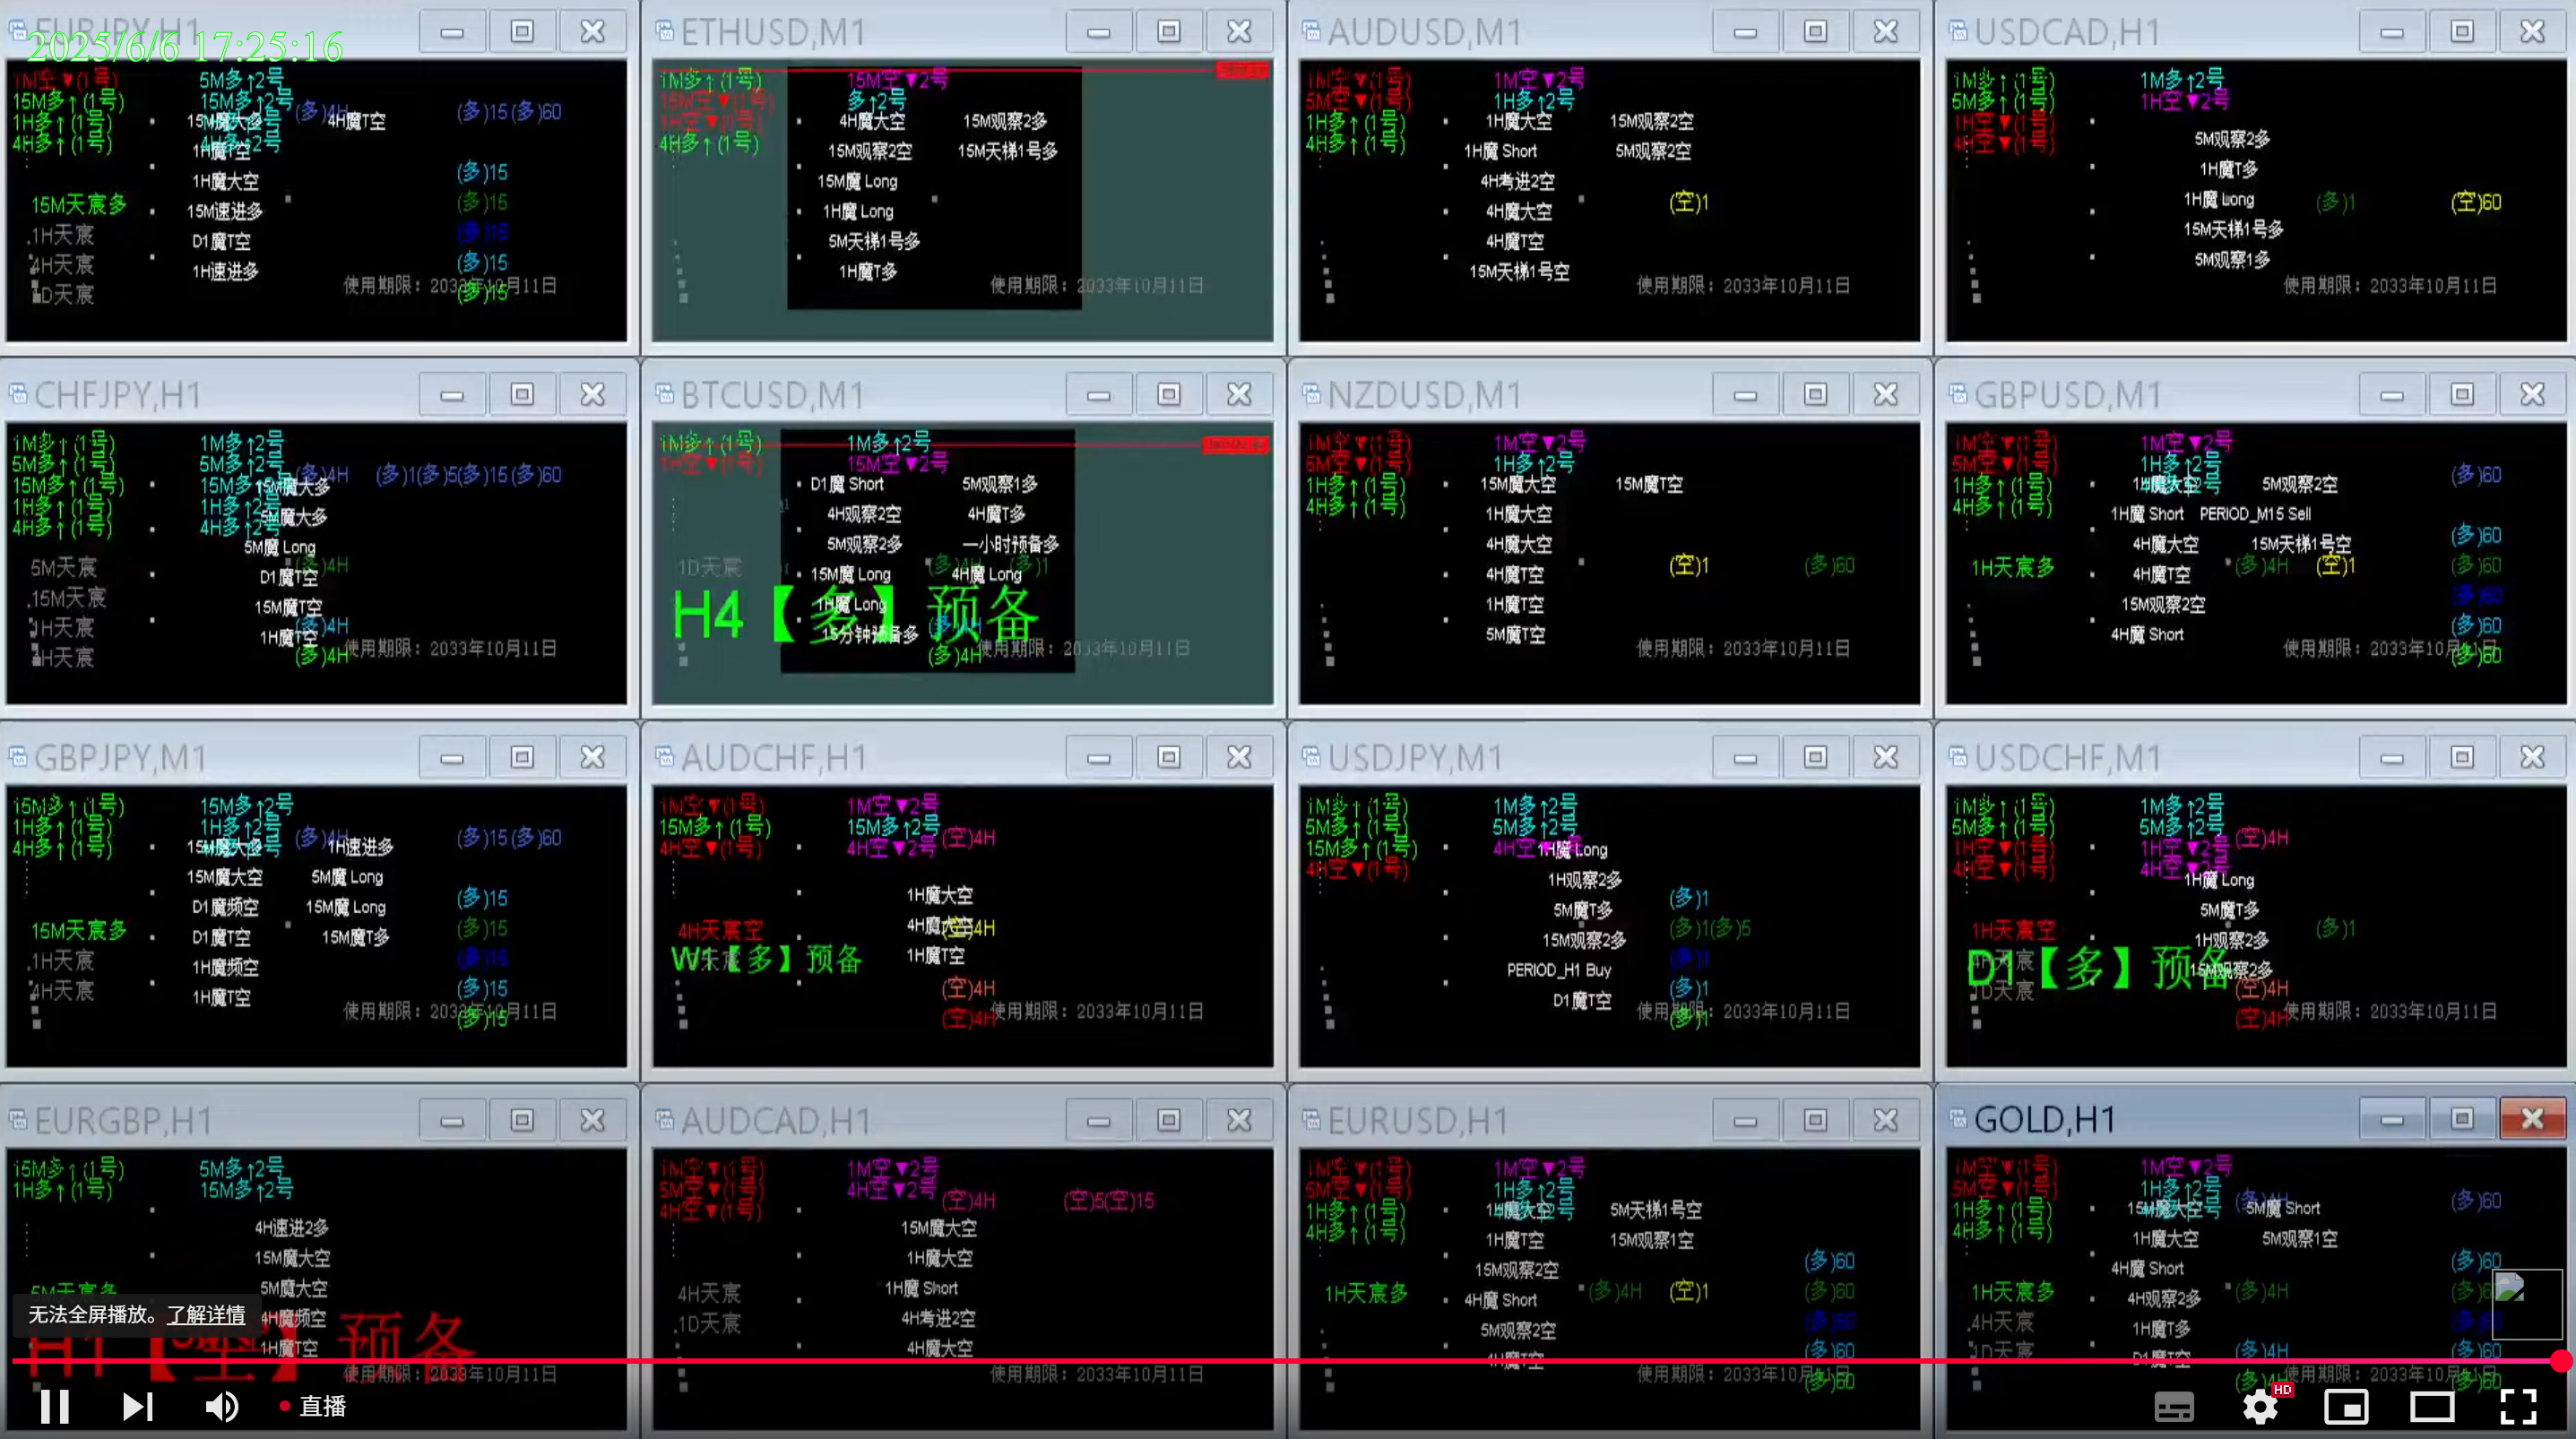 EURJPY,H1
2025/6/6 17:25:16
1M空▼(1号) 5M多↑2号
15M多↑(1号) 15M多↑2号 (多)4H (多)15(多)60
1H多↑(1号) 15M魔大多 4H魔T空
4H多↑(1号) 1H魔T空
1H魔大空 (多)15
15M天宸多 15M速进多 (多)15
1H天宸 D1魔T空 (多)15
4H天宸 1H速进多 (多)15
1D天宸 使用期限：2033年10月11日 (多)15
ETHUSD,M1
1M多↑(1号) 15M空▼2号
15M空▼(1号) 多↑2号
1H空▼(1号) 4H魔大空 15M观察2多
4H多↑(1号) 15M观察2空 15M天梯1号多
15M魔 Long
1H魔 Long
5M天梯1号多
1H魔T多
使用期限：2033年10月11日
AUDUSD,M1
1M空▼(1号) 1M空▼2号
5M空▼(1号) 1H多↑2号
1H多↑(1号) 1H魔大空 15M观察2空
4H多↑(1号) 1H魔 Short 5M观察2空
4H考进2空
4H魔大空 (空)1
4H魔T空
15M天梯1号空
使用期限：2033年10月11日
USDCAD,H1
1M多↑(1号) 1M多↑2号
5M多↑(1号) 1H空▼2号
1H空▼(1号) 5M观察2多
4H空▼(1号) 1H魔T多
1H魔 Long (多)1 (空)60
15M天梯1号多
5M观察1多
使用期限：2033年10月11日
CHFJPY,H1
1M多↑(1号) 1M多↑2号
5M多↑(1号) 5M多↑2号 (多)4H (多)1(多)5(多)15(多)60
15M多↑(1号) 15M多↑2号 15M魔大多
1H多↑(1号) 1H多↑2号 5M魔大多
4H多↑(1号) 4H多↑2号
5M魔 Long
5M天宸 D1魔T空 (多)4H
15M天宸 15M魔T空
1H天宸 1H魔T空 (多)4H
4H天宸 (多)4H 使用期限：2033年10月11日
BTCUSD,M1
1M多↑(1号) 1M多↑2号
1H空▼(1号) 15M空▼2号
D1魔 Short 5M观察1多
4H观察2空 4H魔T多
5M观察2多 一小时预备多
1D天宸 15M魔 Long 4H魔 Long (多)4H (多)1
H4【多】预备 1H魔 Long
15分钟预备多
(多)4H 使用期限：2033年10月11日
NZDUSD,M1
1M空▼(1号) 1M空▼2号
5M空▼(1号) 1H多↑2号
1H多↑(1号) 15M魔大空 15M魔T空
4H多↑(1号) 1H魔大空
4H魔大空 (空)1 (多)60
4H魔T空
1H魔T空
5M魔T空
使用期限：2033年10月11日
GBPUSD,M1
1M空▼(1号) 1M空▼2号
5M空▼(1号) 1H多↑2号 (多)60
1H多↑(1号) 1H魔大空 5M观察2空
4H多↑(1号) 1H魔 Short PERIOD_M15 Sell
4H魔大空 15M天梯1号空 (多)60
1H天宸多 4H魔T空 (多)4H (空)1 (多)60
15M观察2空 (多)60
4H魔 Short (多)60
使用期限：2033年10月11日 (多)60
GBPJPY,M1
15M多↑(1号) 15M多↑2号
1H多↑(1号) 1H多↑2号 (多)4H (多)15(多)60
4H多↑(1号) 15M魔大多 1H速进多
15M魔大空 5M魔 Long
D1魔频空 15M魔 Long (多)15
15M天宸多 D1魔T空 15M魔T多 (多)15
1H天宸 1H魔频空 (多)15
4H天宸 1H魔T空 (多)15
使用期限：2033年10月11日 (多)15
AUDCHF,H1
1M空▼(1号) 1M空▼2号
15M多↑(1号) 15M多↑2号 (空)4H
4H空▼(1号) 4H空▼2号
1H魔大空
4H天宸空 4H魔大空 (空)4H
W1【多】预备 1H魔T空
(空)4H
(空)4H 使用期限：2033年10月11日
USDJPY,M1
1M多↑(1号) 1M多↑2号
5M多↑(1号) 5M多↑2号
15M多↑(1号) 4H空▼ 1H魔 Long
4H空▼(1号) 1H观察2多
5M魔T多 (多)1
15M观察2多 (多)1(多)5
PERIOD_H1 Buy (多)1
D1魔T空 (多)1
使用期限：2033年10月11日 (多)1
USDCHF,M1
1M多↑(1号) 1M多↑2号
5M多↑(1号) 5M多↑2号 (空)4H
1H空▼(1号) 1H空▼2号
4H空▼(1号) 4H空▼2号 1H魔 Long
5M魔T多
1H天宸空 1H观察2多 (多)1
4H天宸 15M观察2多
D1【多】预备
1D天宸 (空)4H
(空)4H 使用期限：2033年10月11日
EURGBP,H1
15M多↑(1号) 5M多↑2号
1H多↑(1号) 15M多↑2号
4H速进2多
15M魔大空
5M天宸多 5M魔大空
4H魔频空
H1【空】预备 1H魔T空
使用期限：2033年10月11日
AUDCAD,H1
1M空▼(1号) 1M空▼2号
5M空▼(1号) 4H空▼2号 (空)4H (空)5(空)15
4H空▼(1号) 15M魔大空
1H魔大空
4H天宸 1H魔 Short
1D天宸 4H考进2空
4H魔大空
使用期限：2033年10月11日
EURUSD,H1
1M空▼(1号) 1M空▼2号
5M空▼(1号) 1H多↑2号
1H多↑(1号) 1H魔大空 5M天梯1号空
4H多↑(1号) 1H魔T空 15M观察1空
15M观察2空 (多)60
1H天宸多 4H魔 Short (多)4H (空)1 (多)60
5M观察2空 (多)60
4H魔T空 (多)60
使用期限：2033年10月11日 (多)60
GOLD,H1
1M空▼(1号) 1M空▼2号
5M空▼(1号) 1H多↑2号 (多)4H (多)60
1H多↑(1号) 15M魔大空 5M魔 Short
4H多↑(1号) 1H魔大空 15M观察1空
4H魔 Short (多)60
1H天宸多 4H观察2多 (多)4H
4H天宸 1H魔T多
1D天宸 D1魔T空 (多)4H (多)60
使用期限：2033年10月11日 (多)60
无法全屏播放。了解详情
直播
HD